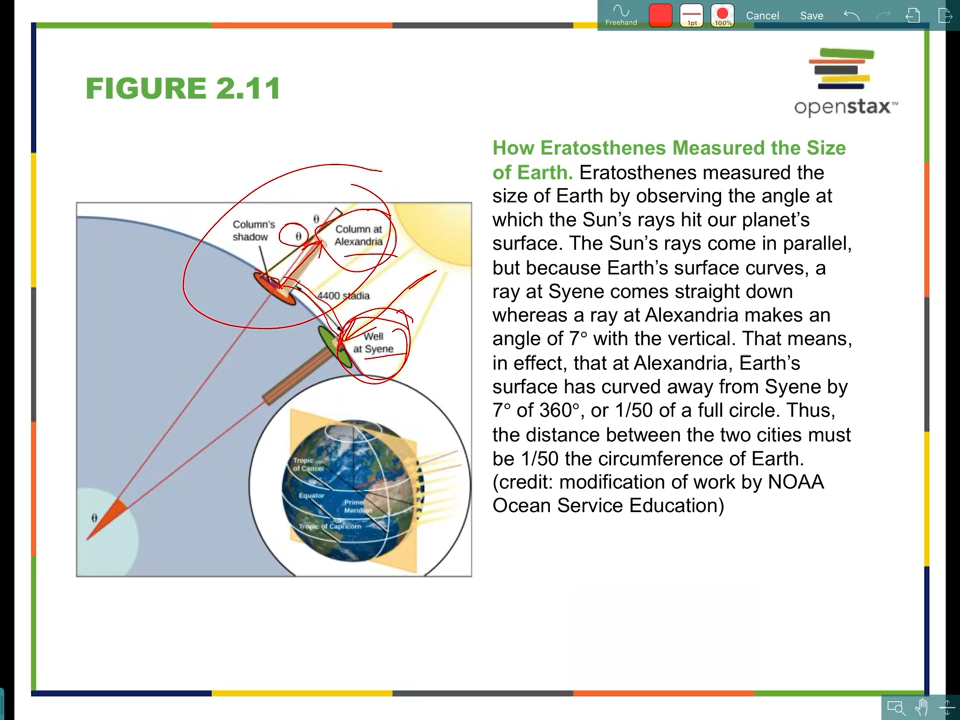 Freehand
1pt
100%
Cancel
Save
FIGURE 2.11
openstax™
How Eratosthenes Measured the Size
of Earth. Eratosthenes measured the
size of Earth by observing the angle at
which the Sun's rays hit our planet's
surface. The Sun's rays come in parallel,
but because Earth's surface curves, a
ray at Syene comes straight down
whereas a ray at Alexandria makes an
angle of 7° with the vertical. That means,
in effect, that at Alexandria, Earth's
surface has curved away from Syene by
7° of 360°, or 1/50 of a full circle. Thus,
the distance between the two cities must
be 1/50 the circumference of Earth.
(credit: modification of work by NOAA
Ocean Service Education)
Column's
shadow
θ
θ
Column at
Alexandria
4400 stadia
Well
at Syene
θ
Tropic
of Cancer
Equator
Prime
Meridian
Tropic of Capricorn